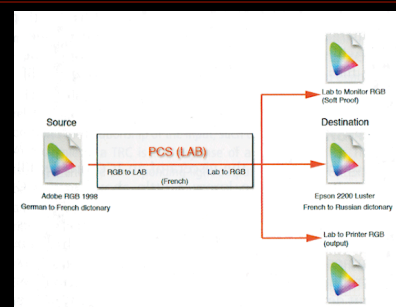 Lab to Monitor RGB
(Soft Proof)
Source
Destination
PCS (LAB)
RGB to LAB
Lab to RGB
(French)
Adobe RGB 1998
German to French dictonary
Epson 2200 Luster
French to Russian dictonary
Lab to Printer RGB
(output)